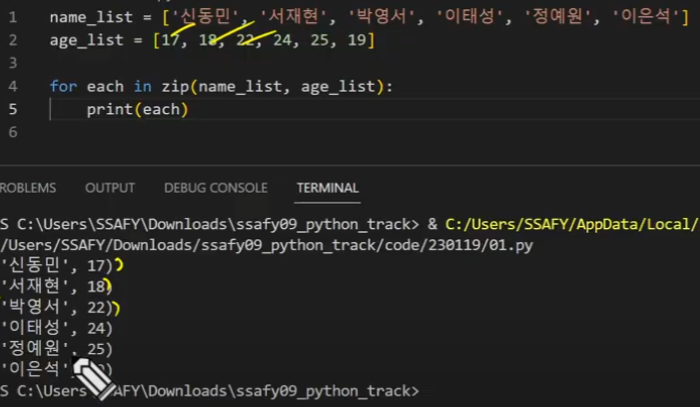 1 name_list = ['신동민', '서재현', '박영서', '이태성', '정예원', '이은석']
2 age_list = [17, 18, 22, 24, 25, 19]
3
4 for each in zip(name_list, age_list):
5     print(each)
6
ROBLEMS OUTPUT DEBUG CONSOLE TERMINAL
S C:\Users\SSAFY\Downloads\ssafy09_python_track> & C:/Users/SSAFY/AppData/Local/
/Users/SSAFY/Downloads/ssafy09_python_track/code/230119/01.py
'신동민', 17)
'서재현', 18)
'박영서', 22)
'이태성', 24)
'정예원', 25)
'이은석' )
S C:\Users\SSAFY\Downloads\ssafy09_python_track>